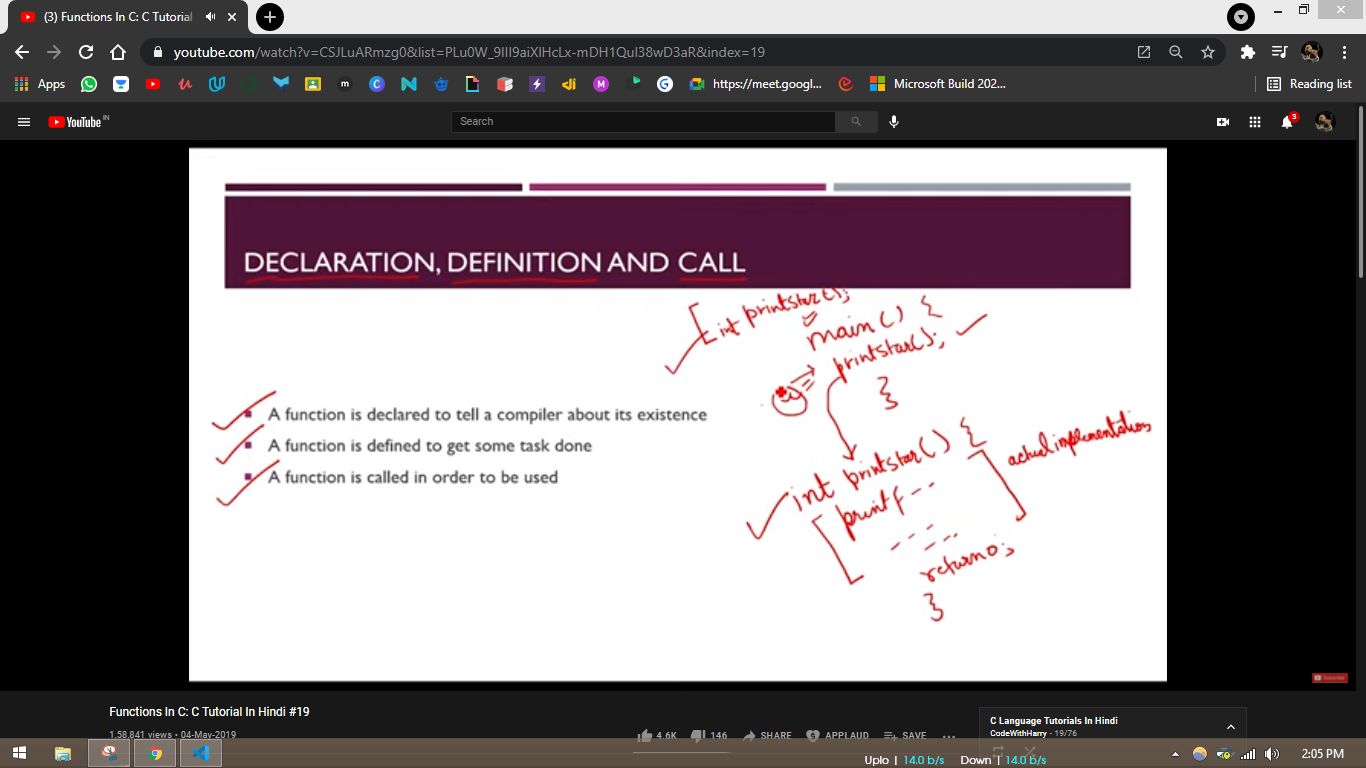 (3) Functions In C: C Tutorial
youtube.com/watch?v=CSJLuARmzg0&list=PLu0W_9lII9aiXlHcLx-mDH1QuI38wD3aR&index=19
Apps
https://meet.googl...
Microsoft Build 202...
Reading list
YouTube IN
Search
3
DECLARATION, DEFINITION AND CALL
int printstar();
main() {
printstar();
}
A function is declared to tell a compiler about its existence
A function is defined to get some task done
A function is called in order to be used
int printstar() {
actual implementation
printf
return 0;
}
Subscribe
Functions In C: C Tutorial In Hindi #19
1,58,841 views • 04-May-2019
4.6K
146
SHARE
APPLAUD
SAVE
C Language Tutorials In Hindi
CodeWithHarry - 19/76
Uplo | 14.0 b/s
Down | 14.0 b/s
2:05 PM